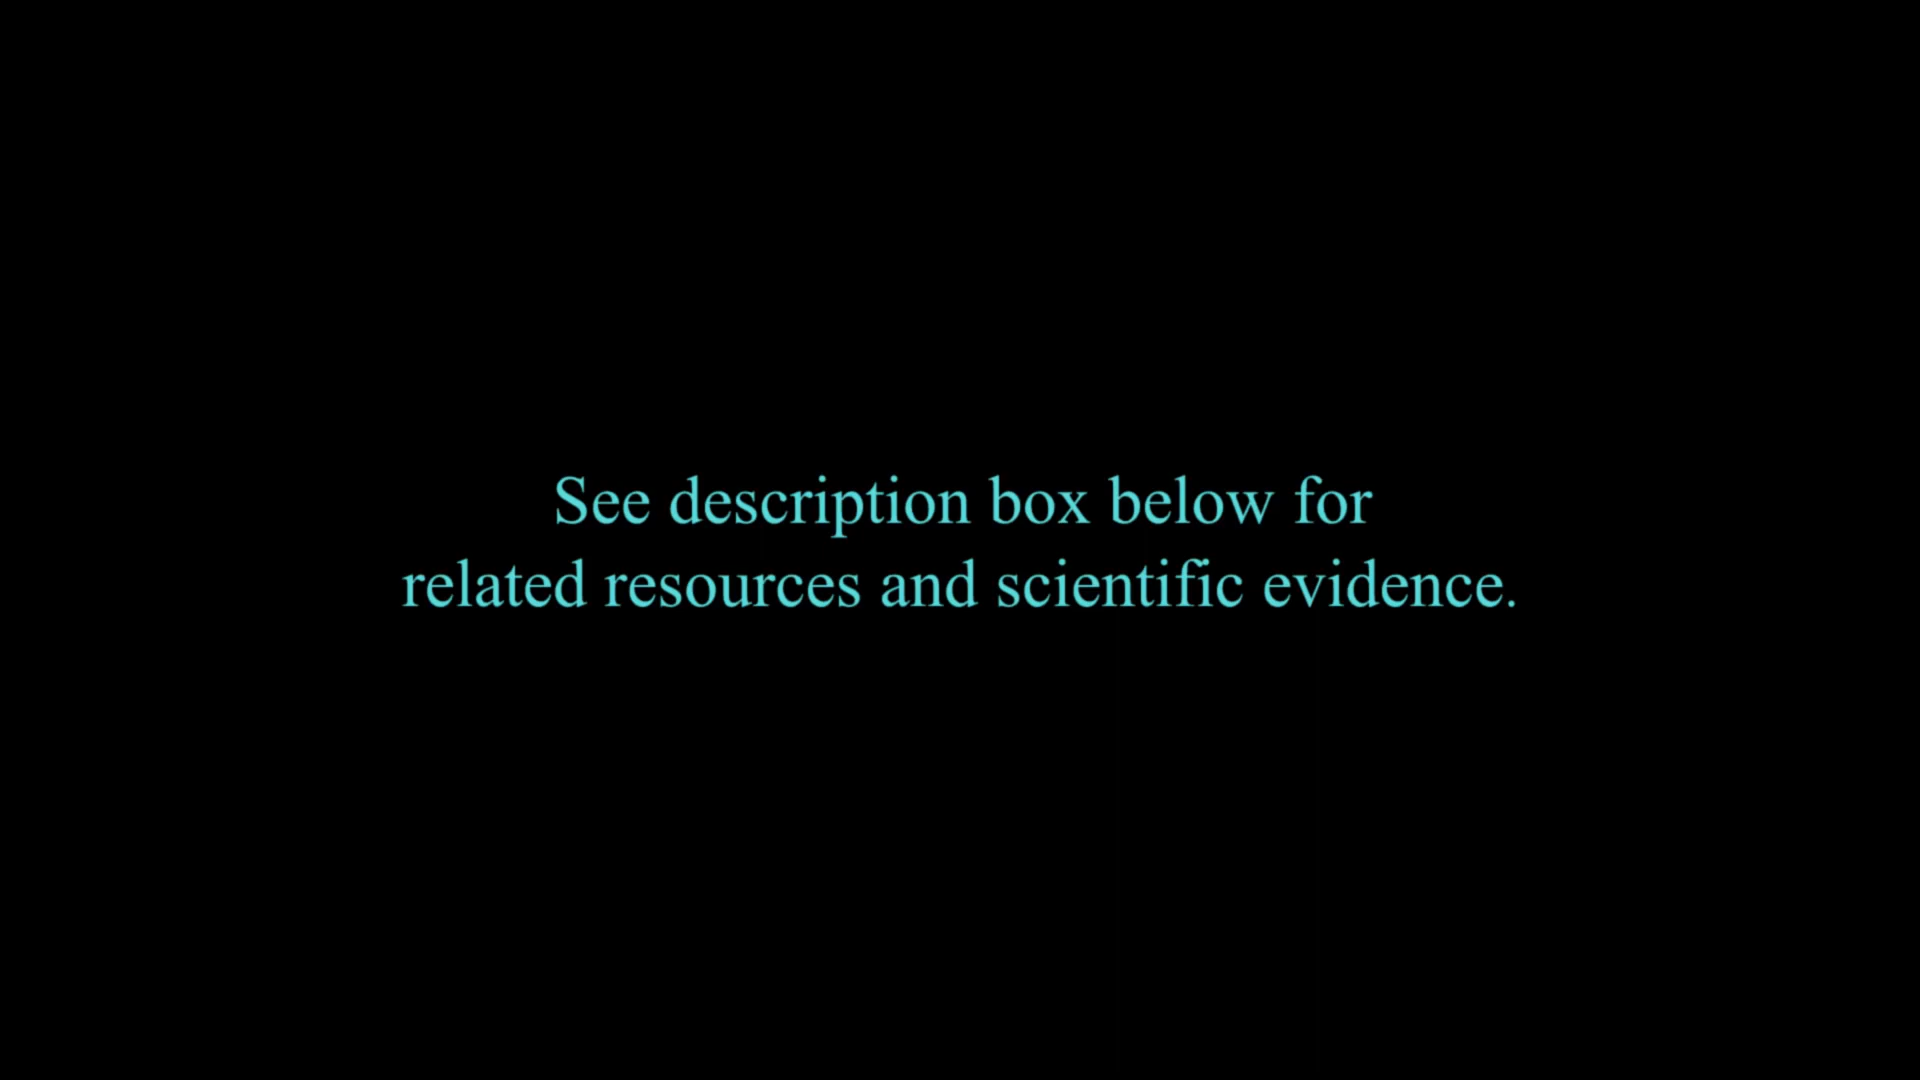 See description box below for
related resources and scientific evidence.